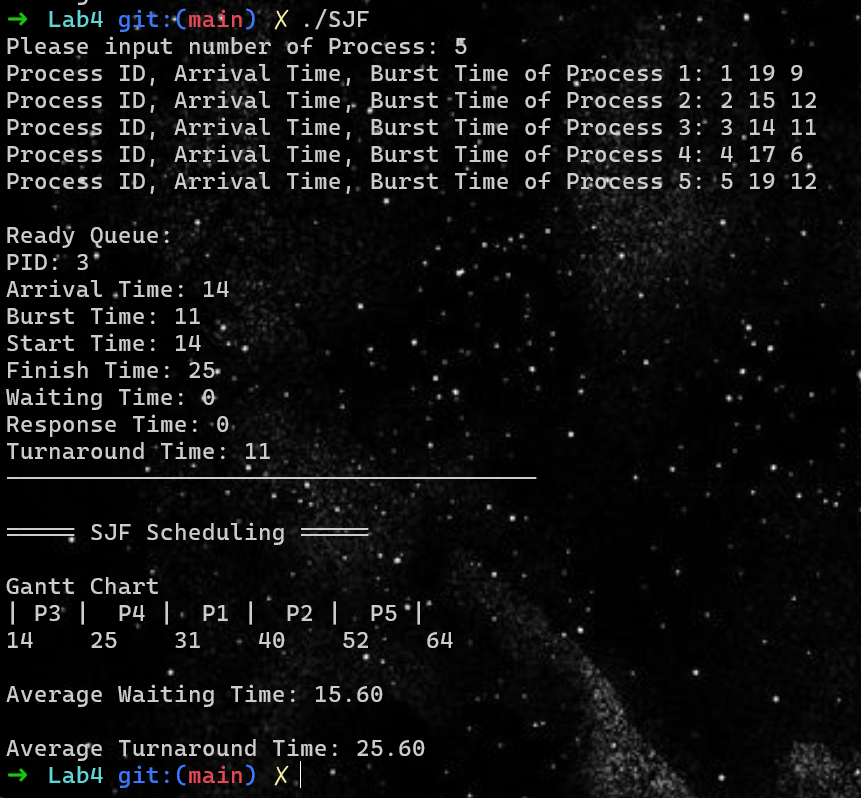 → Lab4 git:(main) ✗ ./SJF
Please input number of Process: 5
Process ID, Arrival Time, Burst Time of Process 1: 1 19 9
Process ID, Arrival Time, Burst Time of Process 2: 2 15 12
Process ID, Arrival Time, Burst Time of Process 3: 3 14 11
Process ID, Arrival Time, Burst Time of Process 4: 4 17 6
Process ID, Arrival Time, Burst Time of Process 5: 5 19 12
Ready Queue:
PID: 3
Arrival Time: 14
Burst Time: 11
Start Time: 14
Finish Time: 25
Waiting Time: 0
Response Time: 0
Turnaround Time: 11
===== SJF Scheduling =====
Gantt Chart
| P3 | P4 | P1 | P2 | P5 |
14 25 31 40 52 64
Average Waiting Time: 15.60
Average Turnaround Time: 25.60
→ Lab4 git:(main) ✗